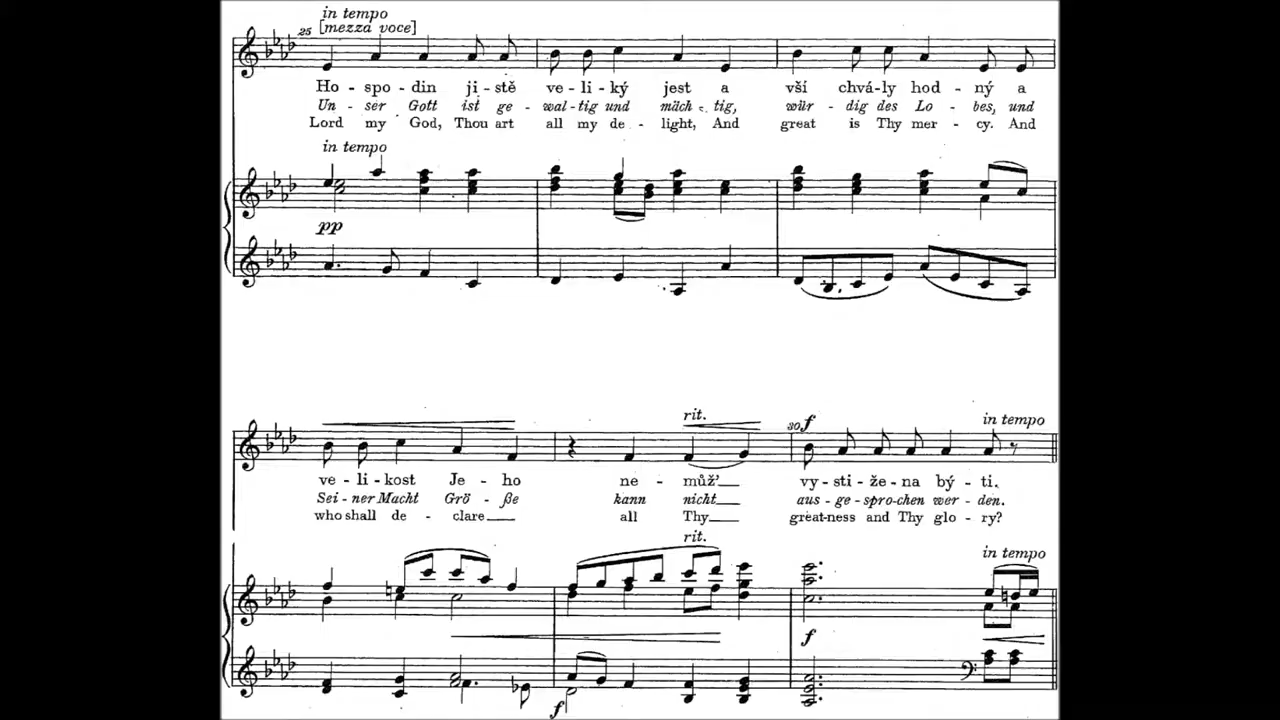 in tempo
25 [mezza voce]
Ho - spo - din ji - stě ve - li - ký jest a vší chvá - ly hod - ný a
Un - ser Gott ist ge - wal - tig und mäch - tig, wür - dig des Lo - bes, und
Lord my God, Thou art all my de - light, And great is Thy mer - cy. And
in tempo
pp
rit. 30 f in tempo
ve - li - kost Je - ho ne - můž' vy - sti - že - na bý - ti.
Sei - ner Macht Grö - ße kann nicht aus - ge - spro - chen wer - den.
who shall de - clare all Thy great - ness and Thy glo - ry?
rit. in tempo
f
f